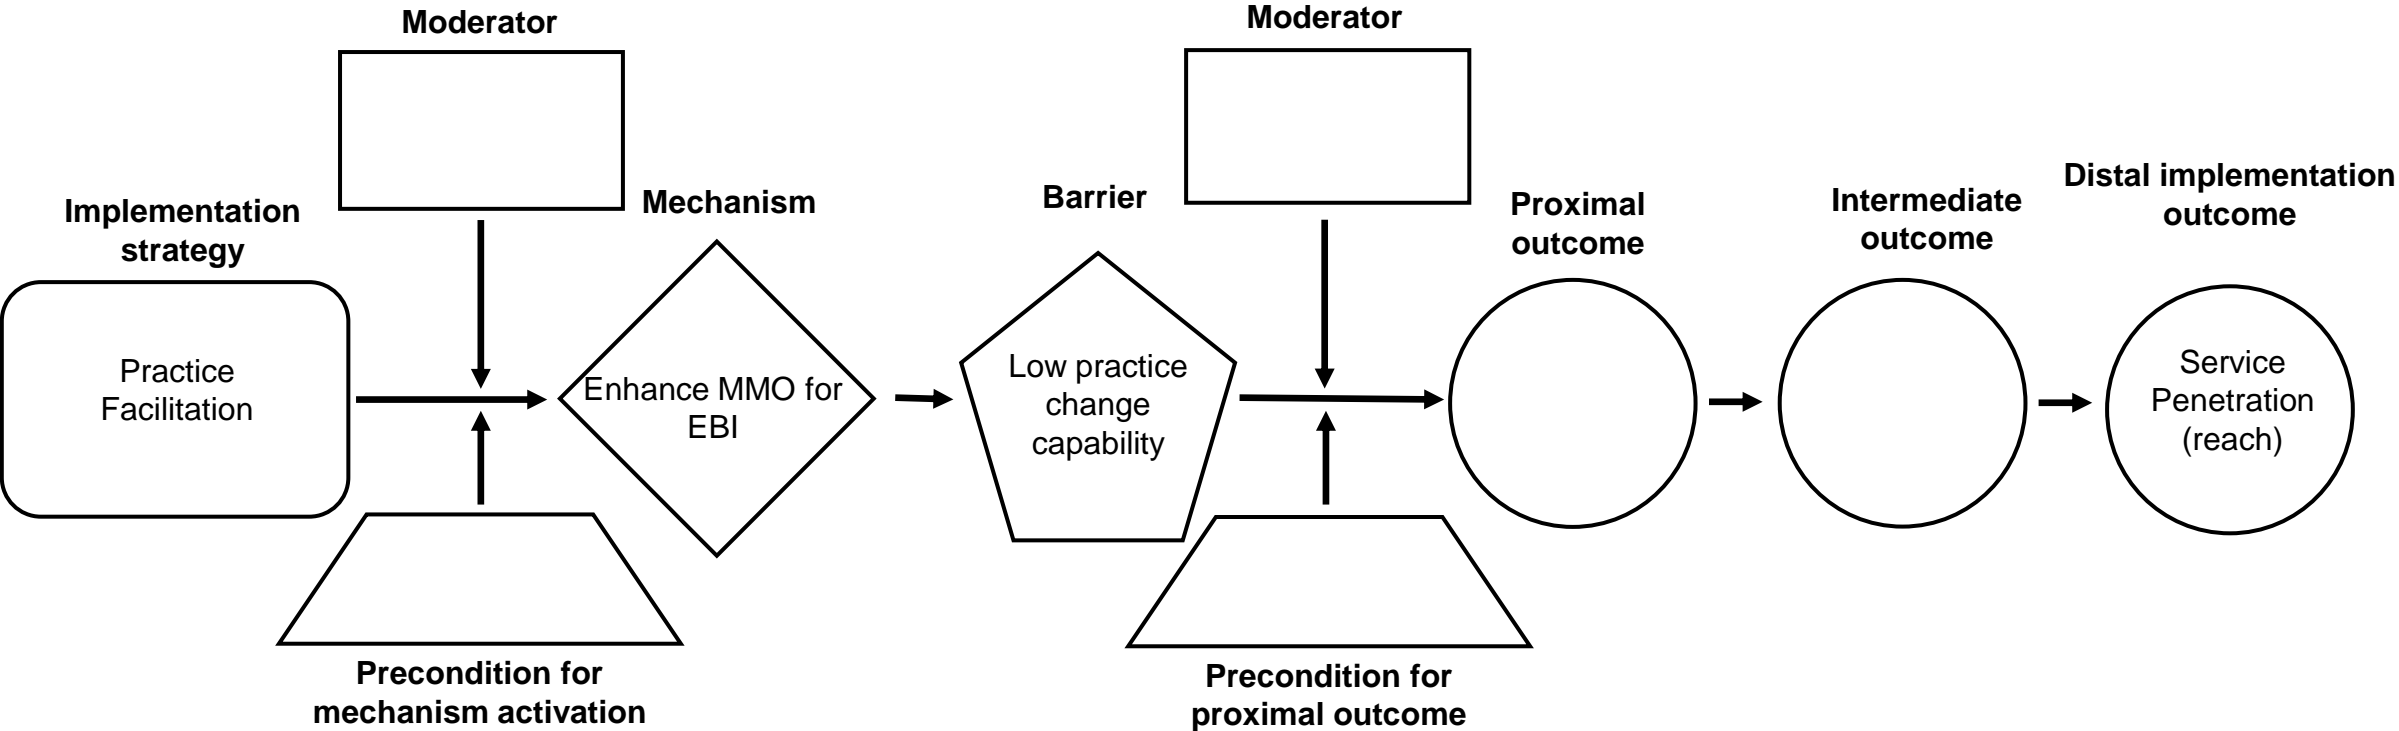 Moderator
Moderator
Implementation
strategy
Mechanism
Barrier
Proximal
outcome
Intermediate
outcome
Distal implementation
outcome
Practice
Facilitation
Enhance MMO for
EBI
Low practice
change
capability
Service
Penetration
(reach)
Precondition for
mechanism activation
Precondition for
proximal outcome